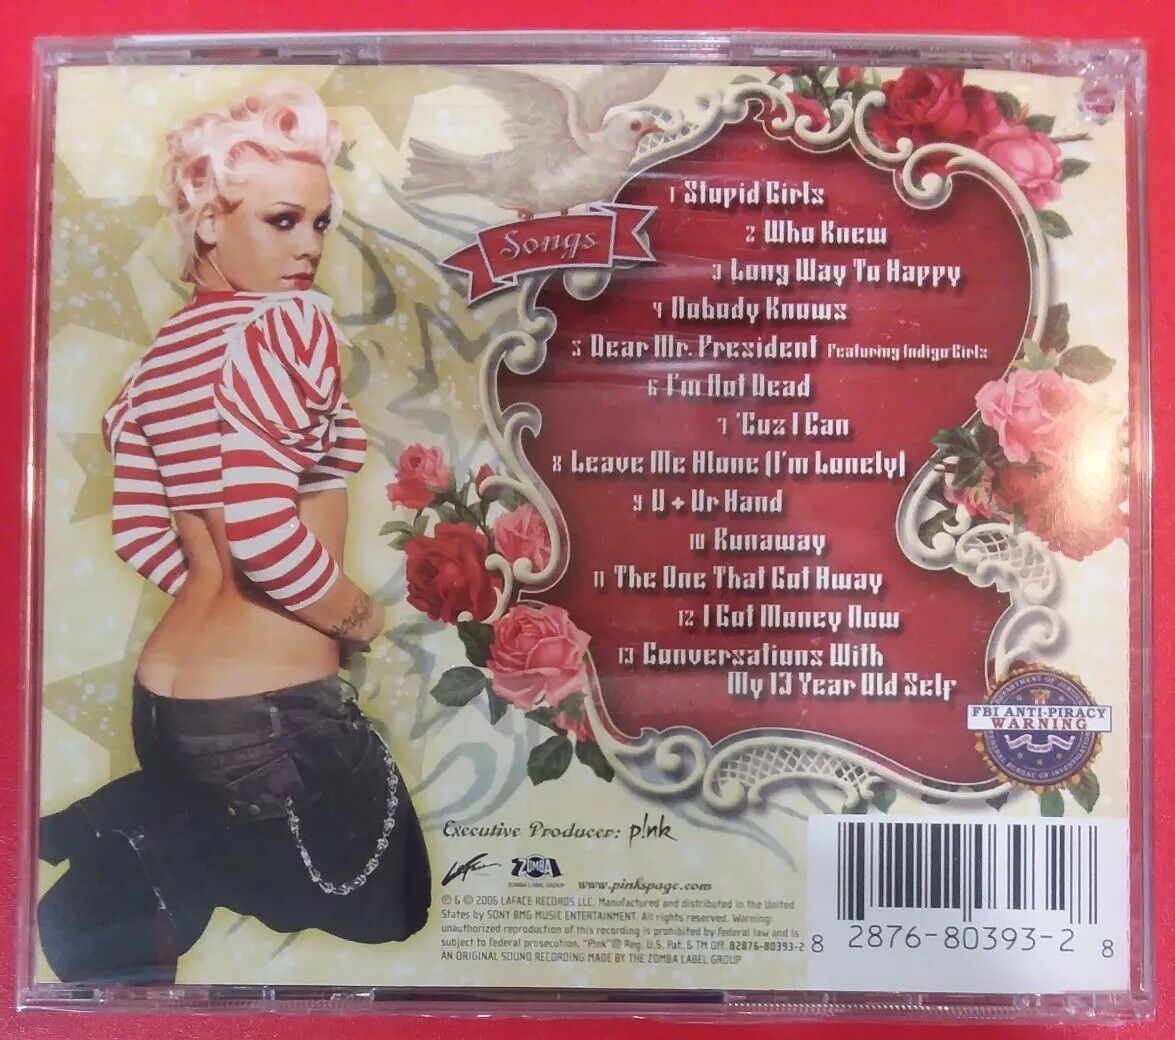 Songs
1 Stupid Girls
2 Who Knew
3 Long Way To Happy
4 Nobody Knows
5 Dear Mr. President Featuring Indigo Girls
6 I'm Not Dead
7 'Cuz I Can
8 Leave Me Alone (I'm Lonely)
9 U + Ur Hand
10 Runaway
11 The One That Got Away
12 I Got Money Now
13 Conversations With
My 13 Year Old Self
FBI ANTI-PIRACY
WARNING
Executive Producer: p!nk
LaFace ZOMBA
ZOMBA LABEL GROUP www.pinkspage.com
℗ & © 2006 LAFACE RECORDS LLC. Manufactured and distributed in the United
States by SONY BMG MUSIC ENTERTAINMENT. All rights reserved. Warning:
unauthorized reproduction of this recording is prohibited by federal law and is
subject to federal prosecution. "P!nk"® Reg. U.S. Pat. & TM Off. 82876-80393-2
AN ORIGINAL SOUND RECORDING MADE BY THE ZOMBA LABEL GROUP
8 2876-80393-2 8